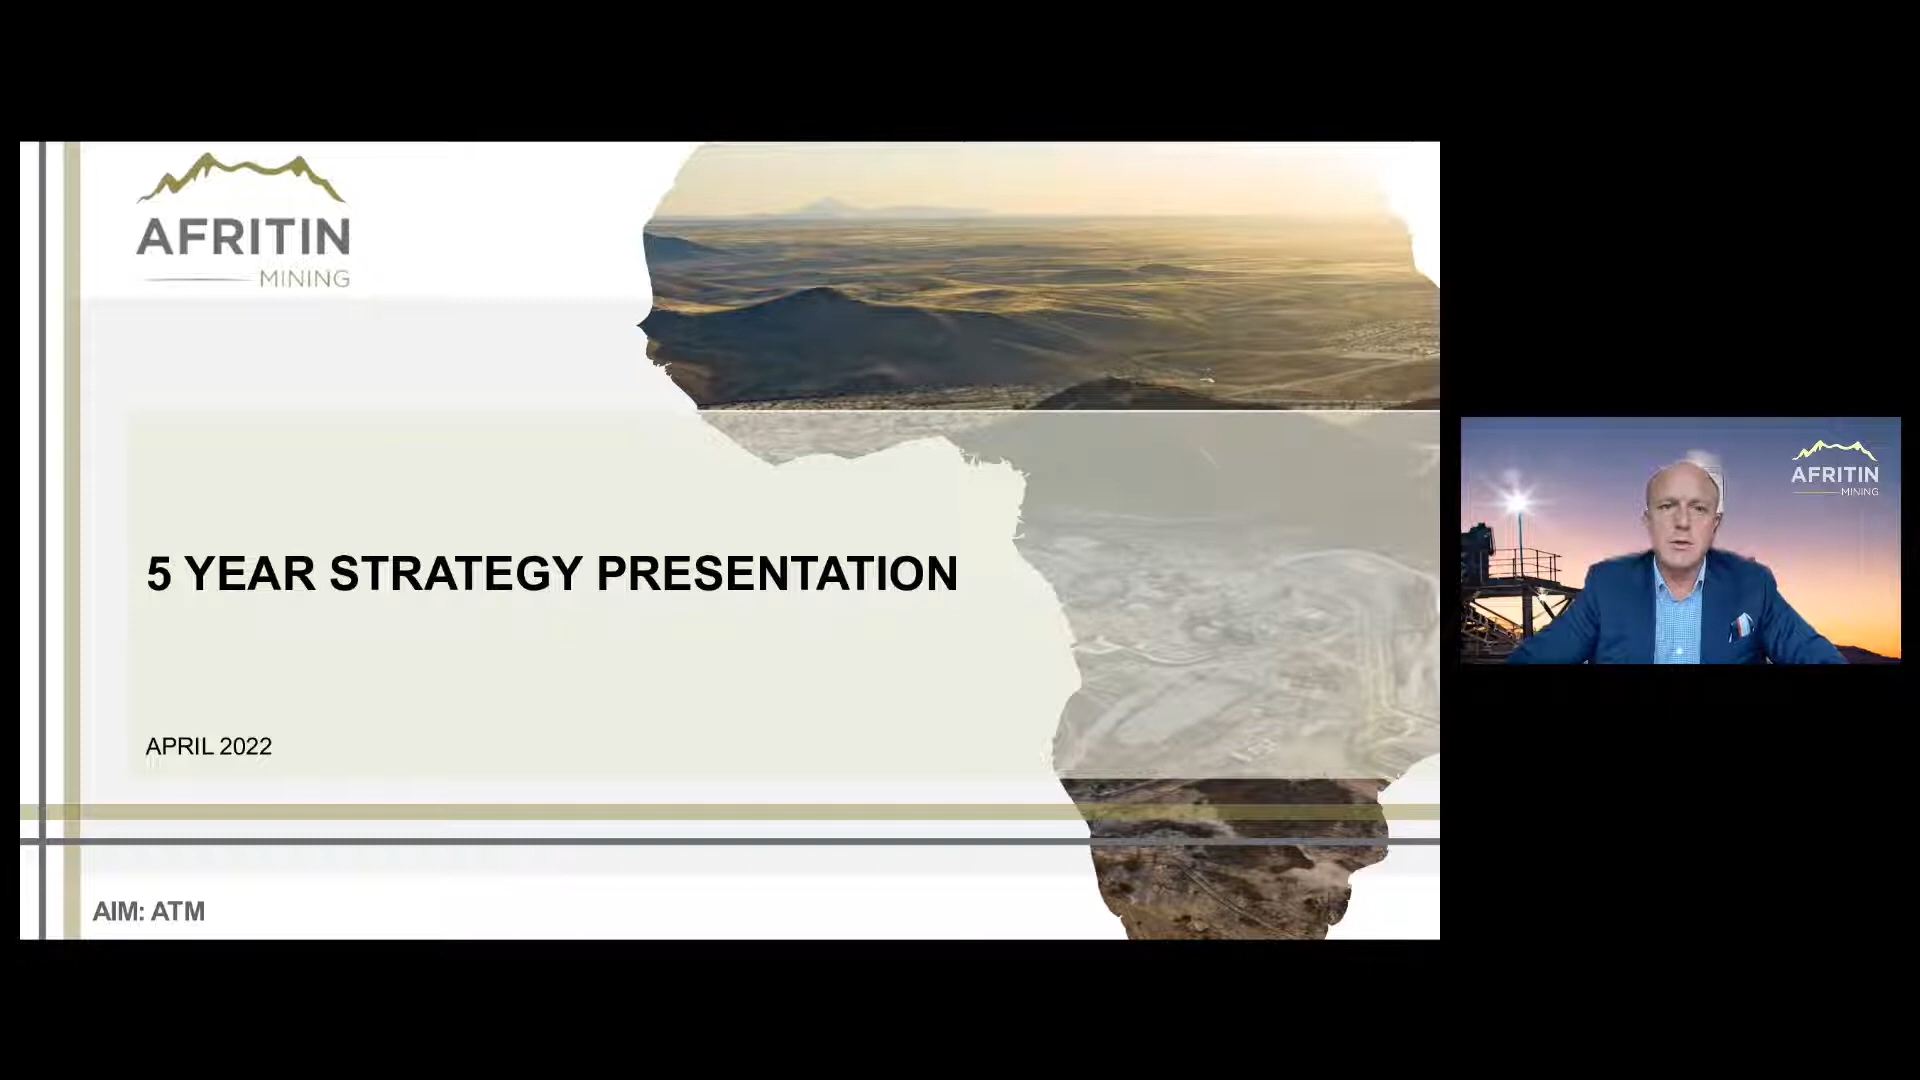 AFRITIN
MINING
5 YEAR STRATEGY PRESENTATION
APRIL 2022
AIM: ATM
AFRITIN
MINING